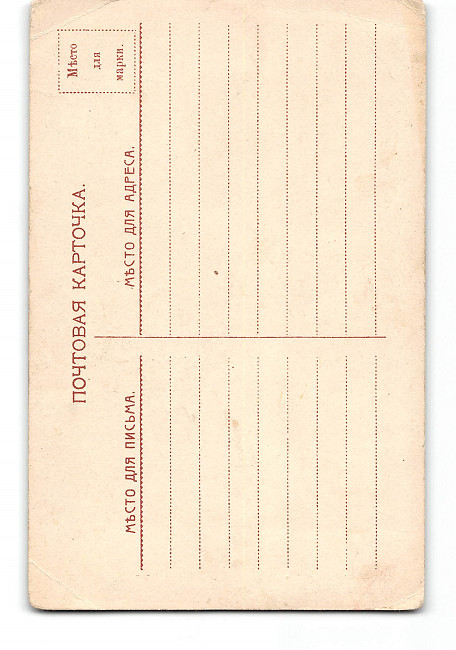 ПОЧТОВАЯ КАРТОЧКА.
Мѣсто
для
марки.
МѢСТО ДЛЯ ПИСЬМА.
МѢСТО ДЛЯ АДРЕСА.